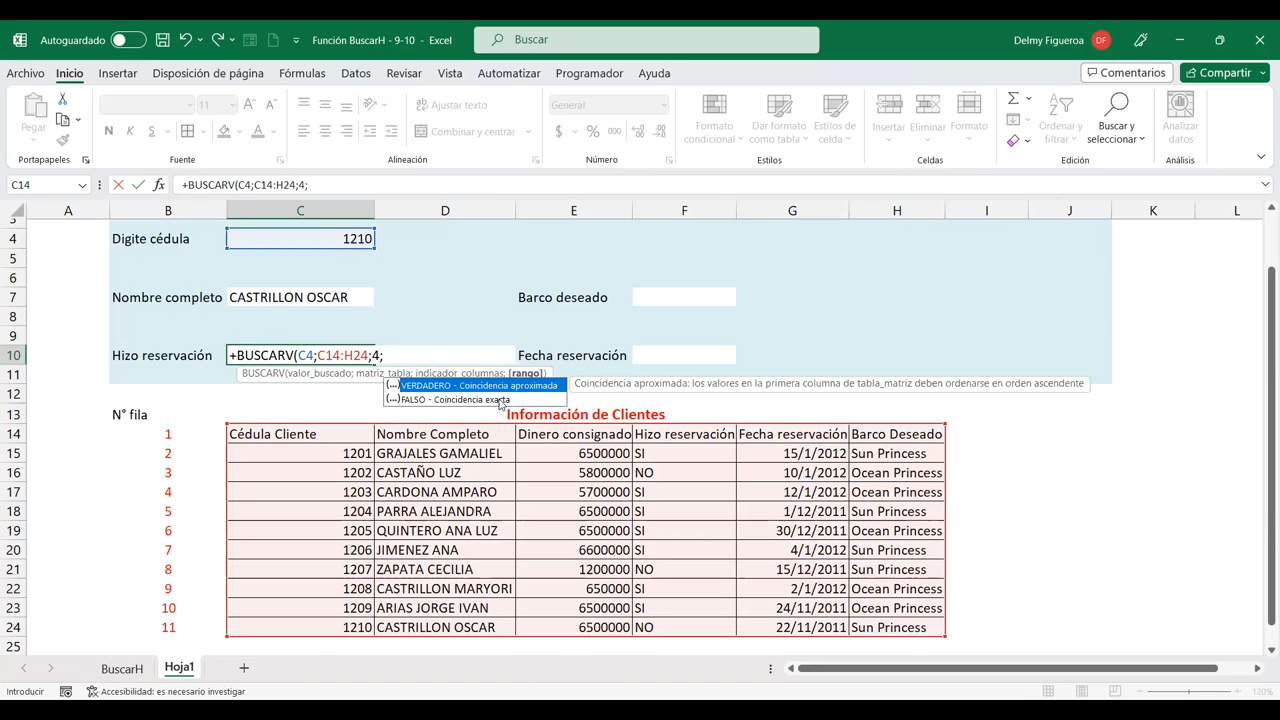 Autoguardado
Función BuscarH - 9-10 - Excel
Buscar
Delmy Figueroa DF
Archivo Inicio Insertar Disposición de página Fórmulas Datos Revisar Vista Automatizar Programador Ayuda Comentarios Compartir
Pegar
Portapapeles
11
N K S
Fuente
Ajustar texto
Combinar y centrar
Alineación
General
$ % 000
Número
Formato condicional
Dar formato como tabla
Estilos de celda
Estilos
Insertar Eliminar Formato
Celdas
Ordenar y filtrar
Buscar y seleccionar
Edición
Analizar datos
Análisis
C14 fx +BUSCARV(C4;C14:H24;4;
A B C D E F G H I J K L
3
4 Digite cédula 1210
5
6
7 Nombre completo CASTRILLON OSCAR Barco deseado
8
9
10 Hizo reservación +BUSCARV(C4;C14:H24;4; Fecha reservación
11 BUSCARV(valor_buscado; matriz_tabla; indicador_columnas; [rango])
(...) VERDADERO - Coincidencia aproximada Coincidencia aproximada: los valores en la primera columna de tabla_matriz deben ordenarse en orden ascendente
12 (...) FALSO - Coincidencia exacta
13 N° fila Información de Clientes
14 1 Cédula Cliente Nombre Completo Dinero consignado Hizo reservación Fecha reservación Barco Deseado
15 2 1201 GRAJALES GAMALIEL 6500000 SI 15/1/2012 Sun Princess
16 3 1202 CASTAÑO LUZ 5800000 NO 10/1/2012 Ocean Princess
17 4 1203 CARDONA AMPARO 5700000 SI 12/1/2012 Ocean Princess
18 5 1204 PARRA ALEJANDRA 6500000 SI 1/12/2011 Sun Princess
19 6 1205 QUINTERO ANA LUZ 6500000 SI 30/12/2011 Ocean Princess
20 7 1206 JIMENEZ ANA 6600000 SI 4/1/2012 Sun Princess
21 8 1207 ZAPATA CECILIA 1200000 NO 15/12/2011 Sun Princess
22 9 1208 CASTRILLON MARYORI 650000 SI 2/1/2012 Ocean Princess
23 10 1209 ARIAS JORGE IVAN 6500000 SI 24/11/2011 Ocean Princess
24 11 1210 CASTRILLON OSCAR 6500000 NO 22/11/2011 Sun Princess
25
BuscarH Hoja1
Introducir Accesibilidad: es necesario investigar 120%